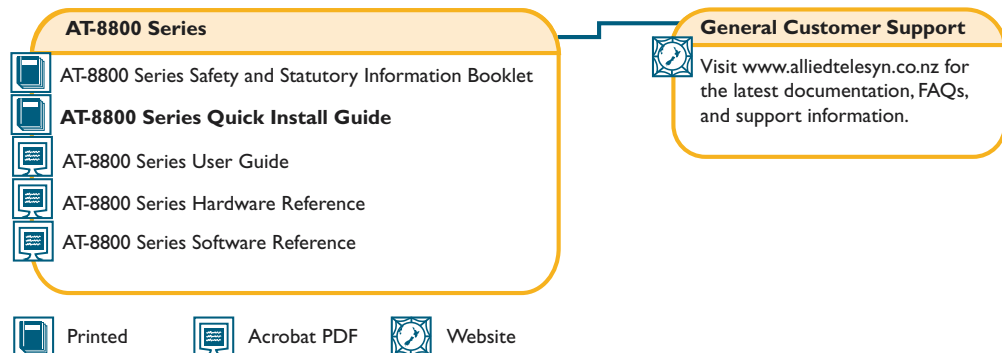 AT-8800 Series
AT-8800 Series Safety and Statutory Information Booklet
AT-8800 Series Quick Install Guide
AT-8800 Series User Guide
AT-8800 Series Hardware Reference
AT-8800 Series Software Reference
General Customer Support
Visit www.alliedtelesyn.co.nz for
the latest documentation, FAQs,
and support information.
Printed
Acrobat PDF
Website